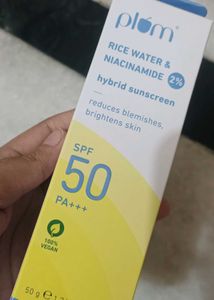 plum
RICE WATER &
NIACINAMIDE 2%
hybrid sunscreen
reduces blemishes,
brightens skin
SPF
50
PA+++
100%
VEGAN
50 g